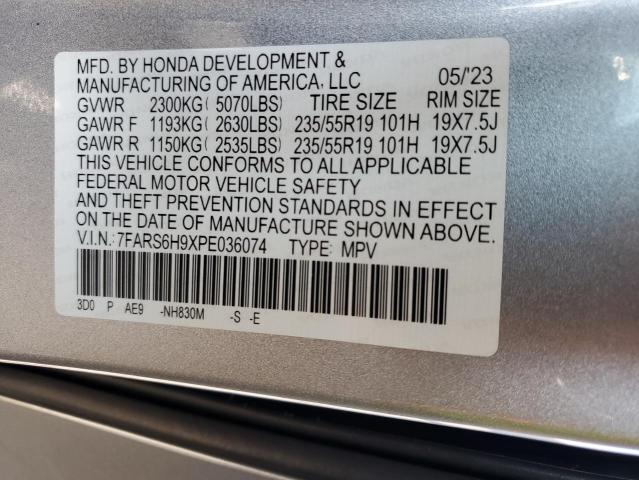 MFD. BY HONDA DEVELOPMENT &
MANUFACTURING OF AMERICA, LLC 05/'23
GVWR 2300KG( 5070LBS) TIRE SIZE RIM SIZE
GAWR F 1193KG( 2630LBS) 235/55R19 101H 19X7.5J
GAWR R 1150KG( 2535LBS) 235/55R19 101H 19X7.5J
THIS VEHICLE CONFORMS TO ALL APPLICABLE
FEDERAL MOTOR VEHICLE SAFETY
AND THEFT PREVENTION STANDARDS IN EFFECT
ON THE DATE OF MANUFACTURE SHOWN ABOVE.
V.I.N.:7FARS6H9XPE036074 TYPE: MPV
3D0 P AE9 -NH830M -S -E